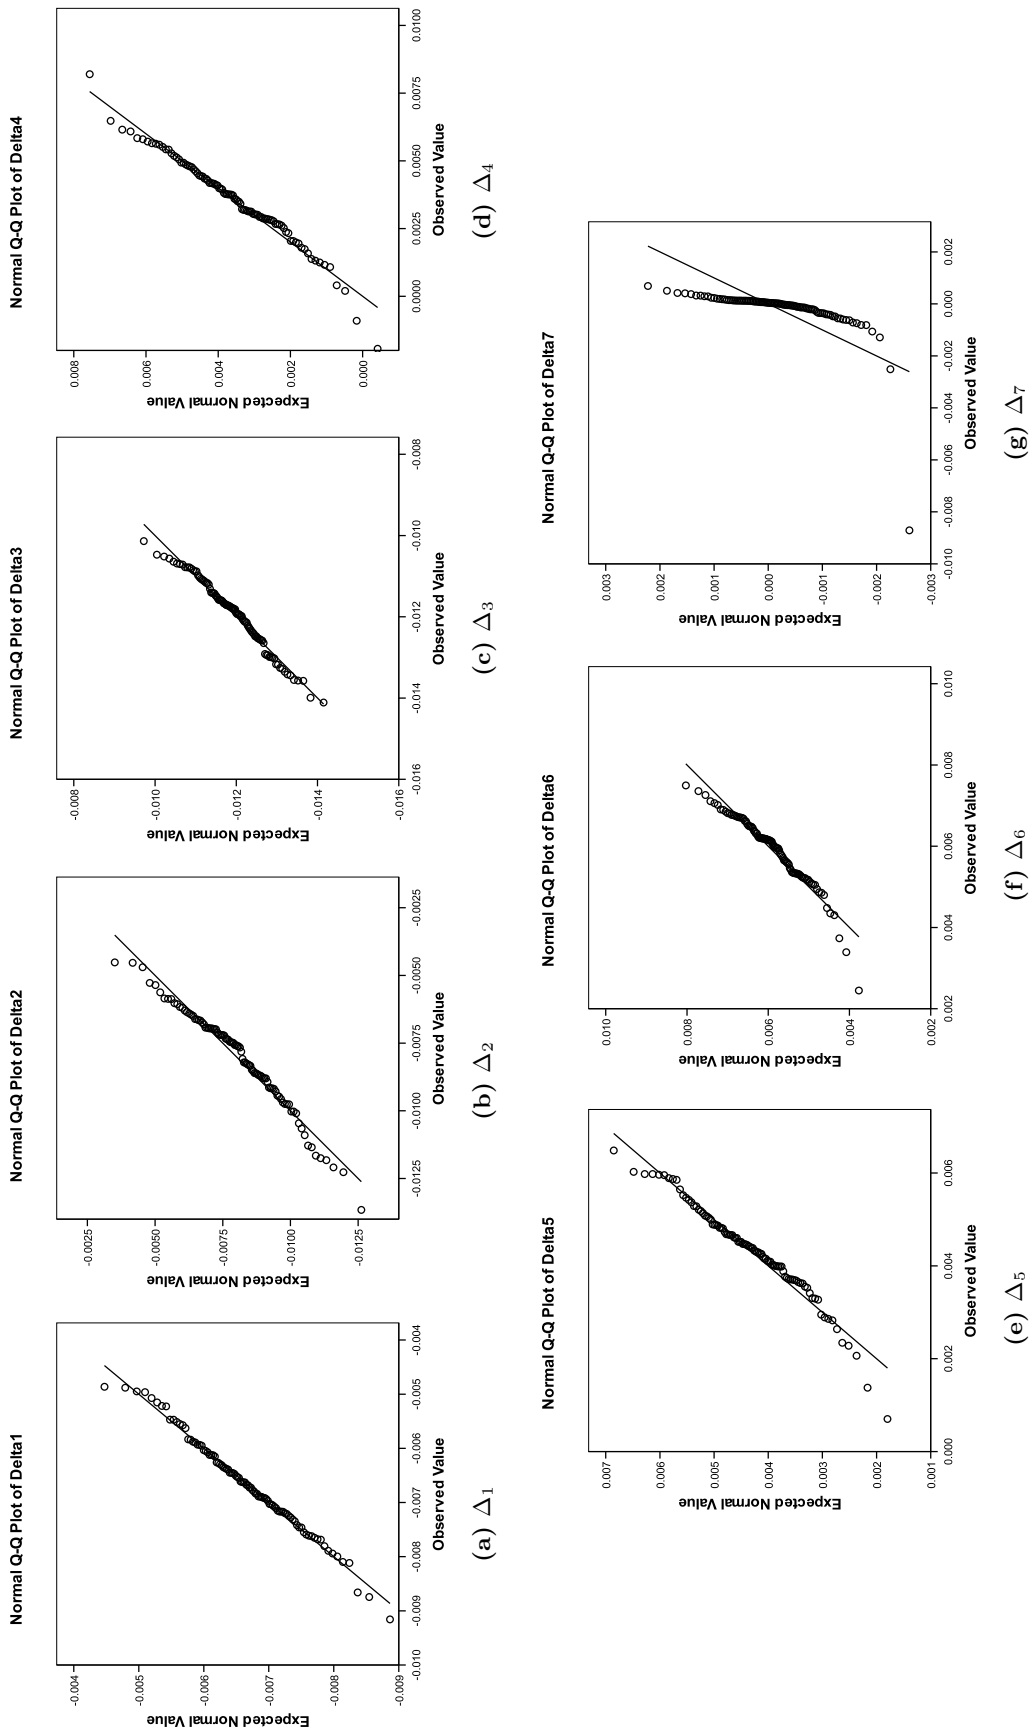 Normal Q-Q Plot of Delta1
Expected Normal Value
-0.004
-0.005
-0.006
-0.007
-0.008
-0.009
-0.010
-0.009
-0.008
-0.007
-0.006
-0.005
-0.004
Observed Value
(a) Δ1
Normal Q-Q Plot of Delta2
Expected Normal Value
-0.0025
-0.0050
-0.0075
-0.0100
-0.0125
-0.0125
-0.0100
-0.0075
-0.0050
-0.0025
Observed Value
(b) Δ2
Normal Q-Q Plot of Delta3
Expected Normal Value
-0.008
-0.010
-0.012
-0.014
-0.016
-0.016
-0.014
-0.012
-0.010
-0.008
Observed Value
(c) Δ3
Normal Q-Q Plot of Delta4
Expected Normal Value
0.008
0.006
0.004
0.002
0.000
0.0000
0.0025
0.0050
0.0075
0.0100
Observed Value
(d) Δ4
Normal Q-Q Plot of Delta5
Expected Normal Value
0.007
0.006
0.005
0.004
0.003
0.002
0.001
0.000
0.002
0.004
0.006
Observed Value
(e) Δ5
Normal Q-Q Plot of Delta6
Expected Normal Value
0.010
0.008
0.006
0.004
0.002
0.002
0.004
0.006
0.008
0.010
Observed Value
(f) Δ6
Normal Q-Q Plot of Delta7
Expected Normal Value
0.003
0.002
0.001
0.000
-0.001
-0.002
-0.003
-0.010
-0.008
-0.006
-0.004
-0.002
0.000
0.002
Observed Value
(g) Δ7